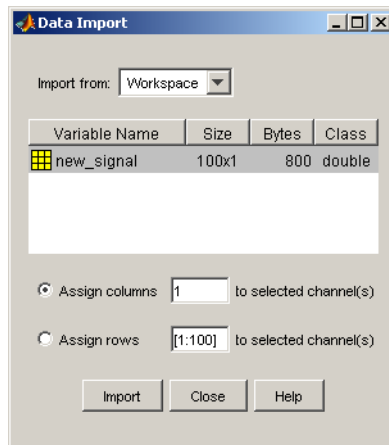 Data Import
Import from: Workspace
Variable Name Size Bytes Class
new_signal 100x1 800 double
Assign columns 1 to selected channel(s)
Assign rows [1:100] to selected channel(s)
Import Close Help